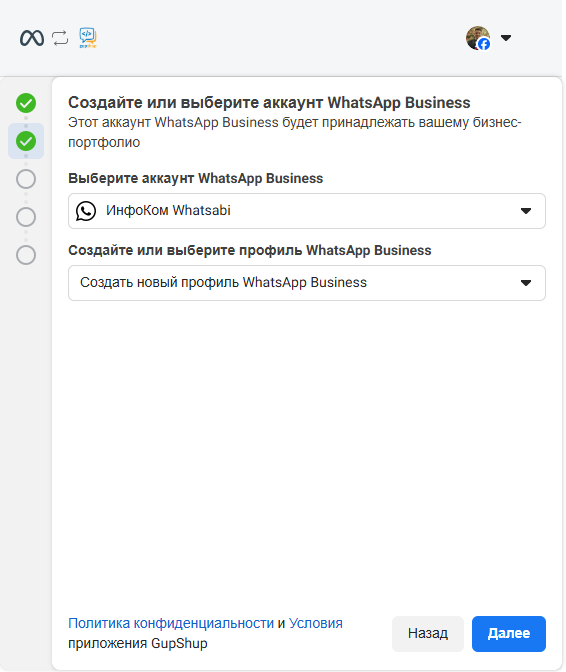 Создайте или выберите аккаунт WhatsApp Business
Этот аккаунт WhatsApp Business будет принадлежать вашему бизнес-
портфолио
Выберите аккаунт WhatsApp Business
ИнфоКом Whatsabi
Создайте или выберите профиль WhatsApp Business
Создать новый профиль WhatsApp Business
Политика конфиденциальности и Условия
приложения GupShup
Назад
Далее